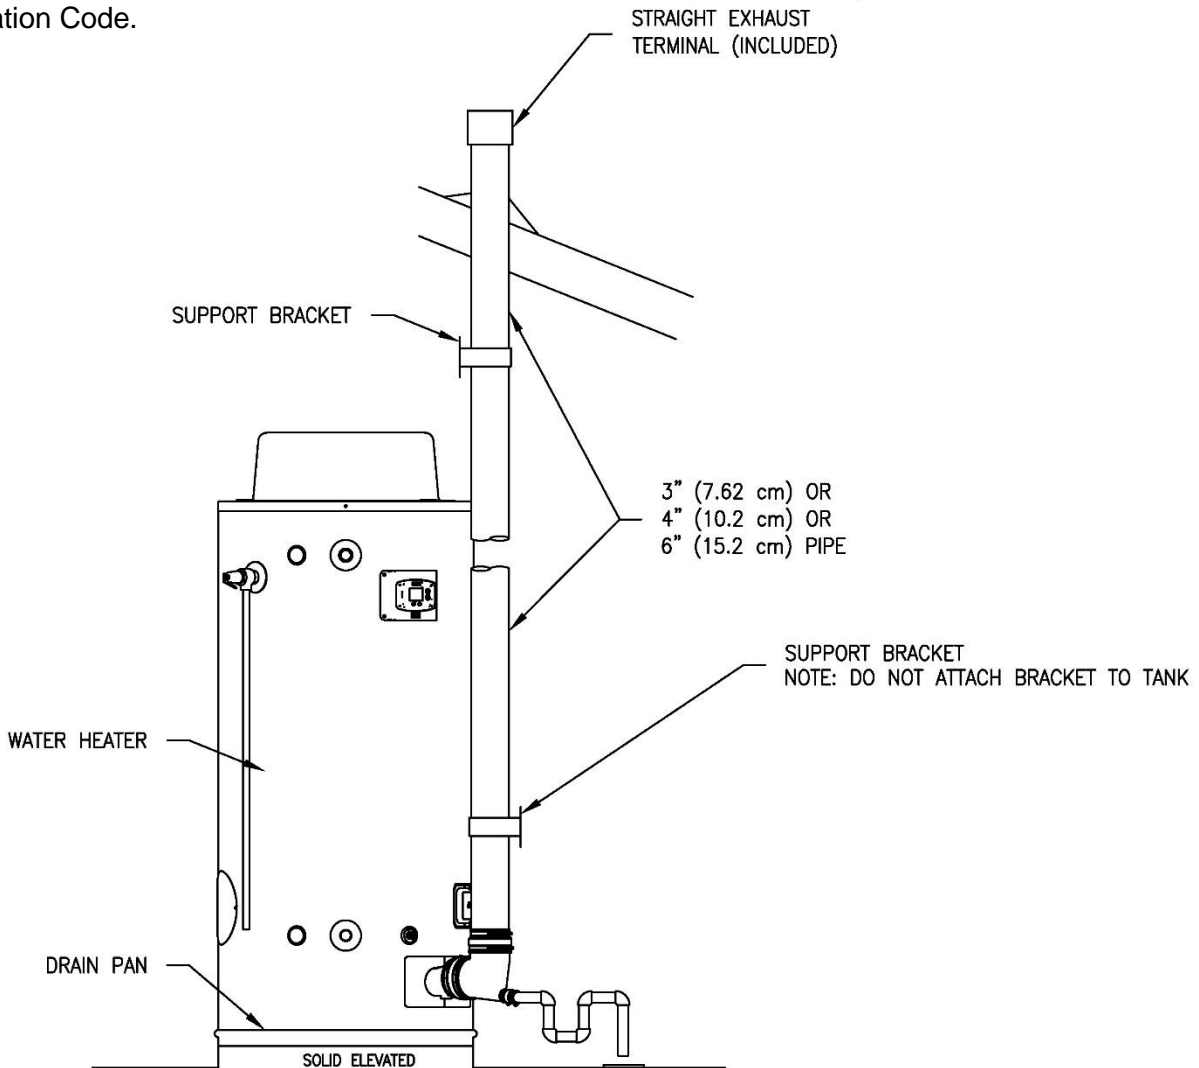 ation Code.
STRAIGHT EXHAUST
TERMINAL (INCLUDED)
SUPPORT BRACKET
3" (7.62 cm) OR
4" (10.2 cm) OR
6" (15.2 cm) PIPE
SUPPORT BRACKET
NOTE: DO NOT ATTACH BRACKET TO TANK
WATER HEATER
DRAIN PAN
SOLID ELEVATED